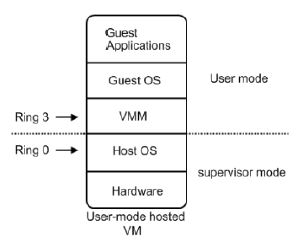 Guest
Applications
Guest OS
User mode
Ring 3
VMM
Ring 0
Host OS
supervisor mode
Hardware
User-mode hosted
VM